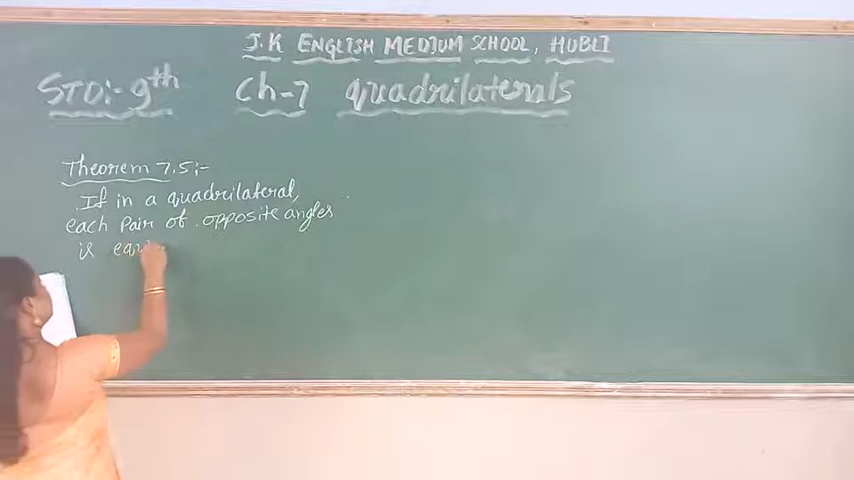 J.K ENGLISH MEDIUM SCHOOL, HUBLI
STD:- 9th Ch-7 quadrilaterals
Theorem 7.5:-
If in a quadrilateral,
each pair of opposite angles
is